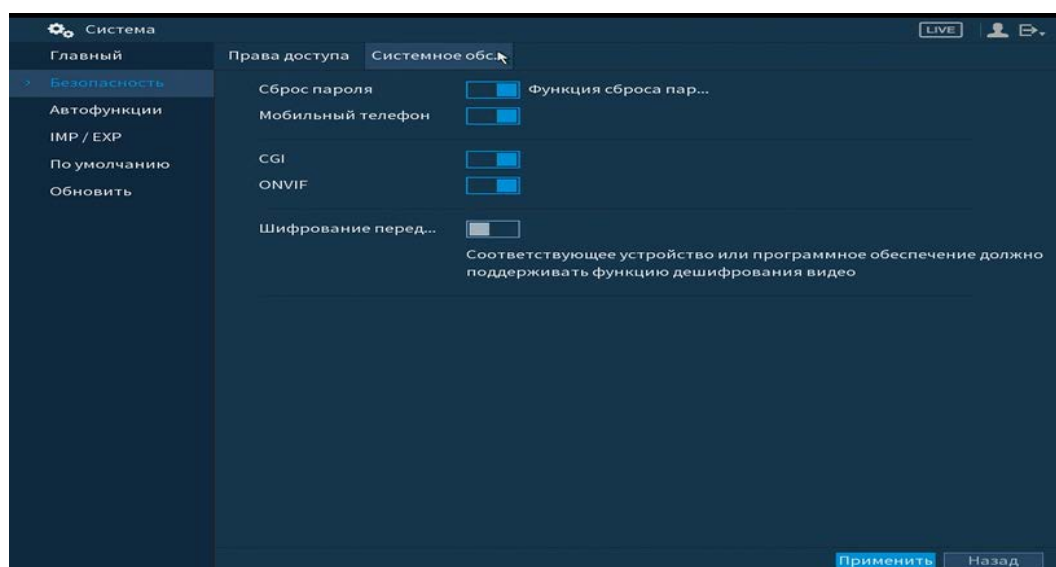 Система
LIVE
Главный
Права доступа
Системное обс.
Безопасность
Сброс пароля
Функция сброса пар...
Автофункции
Мобильный телефон
IMP / EXP
По умолчанию
CGI
Обновить
ONVIF
Шифрование перед...
Соответствующее устройство или программное обеспечение должно
поддерживать функцию дешифрования видео
Применить
Назад